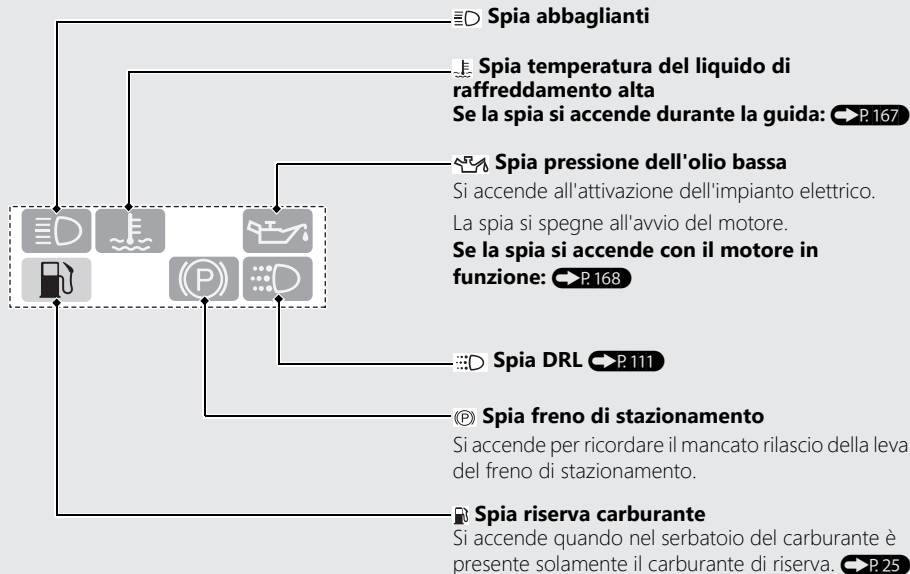 Spia abbaglianti
Spia temperatura del liquido di
raffreddamento alta
Se la spia si accende durante la guida: P. 167
Spia pressione dell'olio bassa
Si accende all'attivazione dell'impianto elettrico.
La spia si spegne all'avvio del motore.
Se la spia si accende con il motore in
funzione: P. 168
Spia DRL P. 111
(P) Spia freno di stazionamento
Si accende per ricordare il mancato rilascio della leva
del freno di stazionamento.
Spia riserva carburante
Si accende quando nel serbatoio del carburante è
presente solamente il carburante di riserva. P. 25
(P)